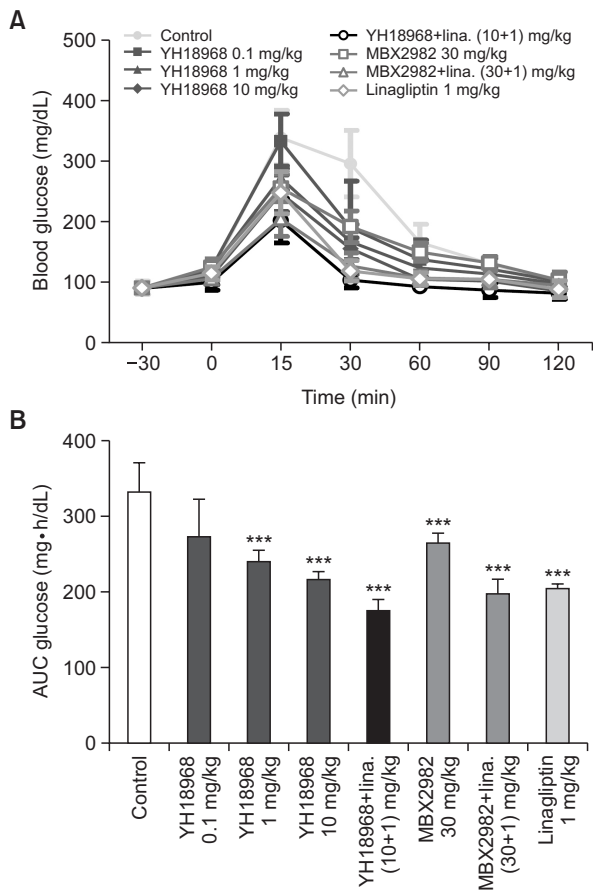 A
Control
YH18968 0.1 mg/kg
YH18968 1 mg/kg
YH18968 10 mg/kg
YH18968+lina. (10+1) mg/kg
MBX2982 30 mg/kg
MBX2982+lina. (30+1) mg/kg
Linagliptin 1 mg/kg
Blood glucose (mg/dL)
500
400
300
200
100
0
−30 0 15 30 60 90 120
Time (min)
B
AUC glucose (mg•h/dL)
400
300
200
100
0
*** *** *** *** *** ***
Control
YH18968
0.1 mg/kg
YH18968
1 mg/kg
YH18968
10 mg/kg
YH18968+lina.
(10+1) mg/kg
MBX2982
30 mg/kg
MBX2982+lina.
(30+1) mg/kg
Linagliptin
1 mg/kg